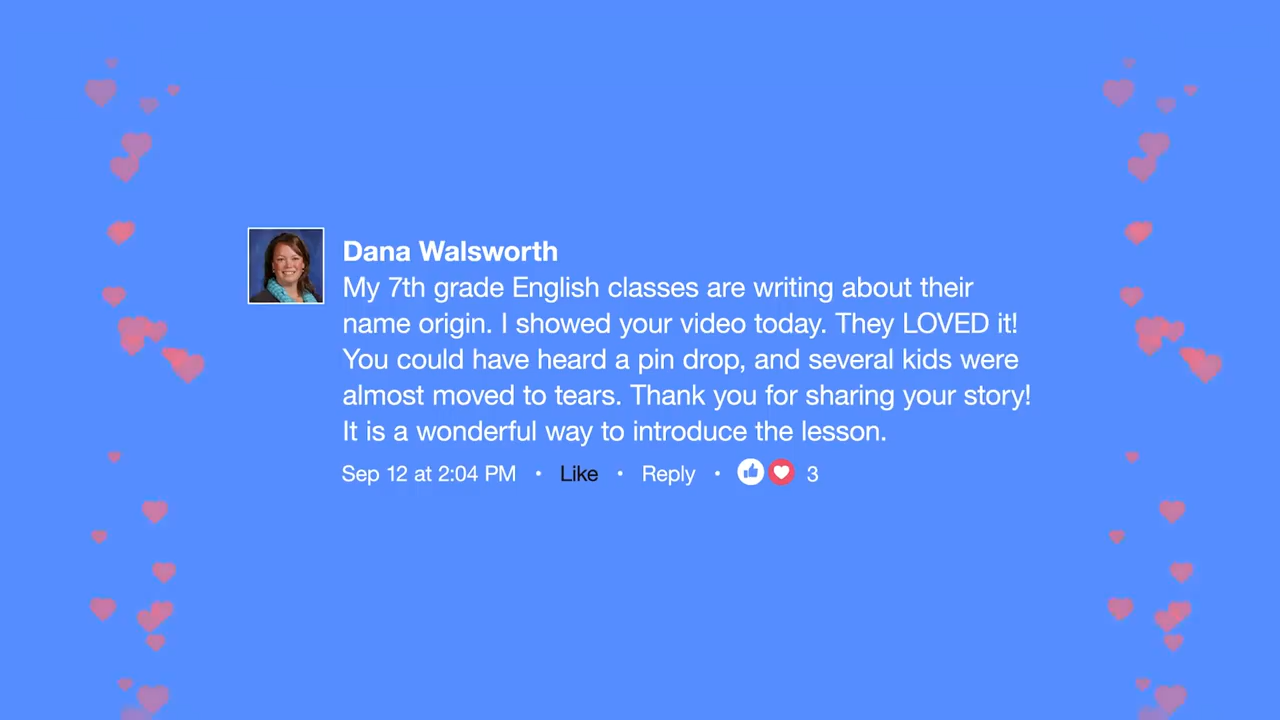 Dana Walsworth
My 7th grade English classes are writing about their
name origin. I showed your video today. They LOVED it!
You could have heard a pin drop, and several kids were
almost moved to tears. Thank you for sharing your story!
It is a wonderful way to introduce the lesson.
Sep 12 at 2:04 PM • Like • Reply • 3